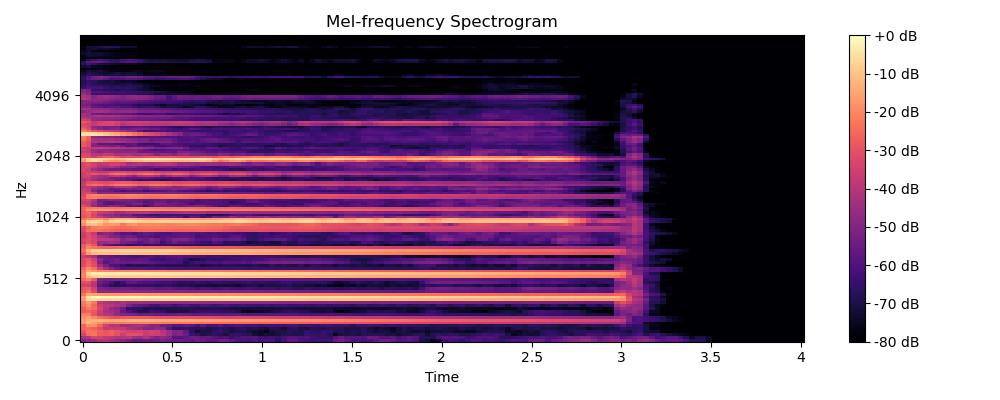 Mel-frequency Spectrogram
+0 dB
-10 dB
-20 dB
-30 dB
-40 dB
-50 dB
-60 dB
-70 dB
-80 dB
4096
2048
1024
512
0
Hz
0 0.5 1 1.5 2 2.5 3 3.5 4
Time